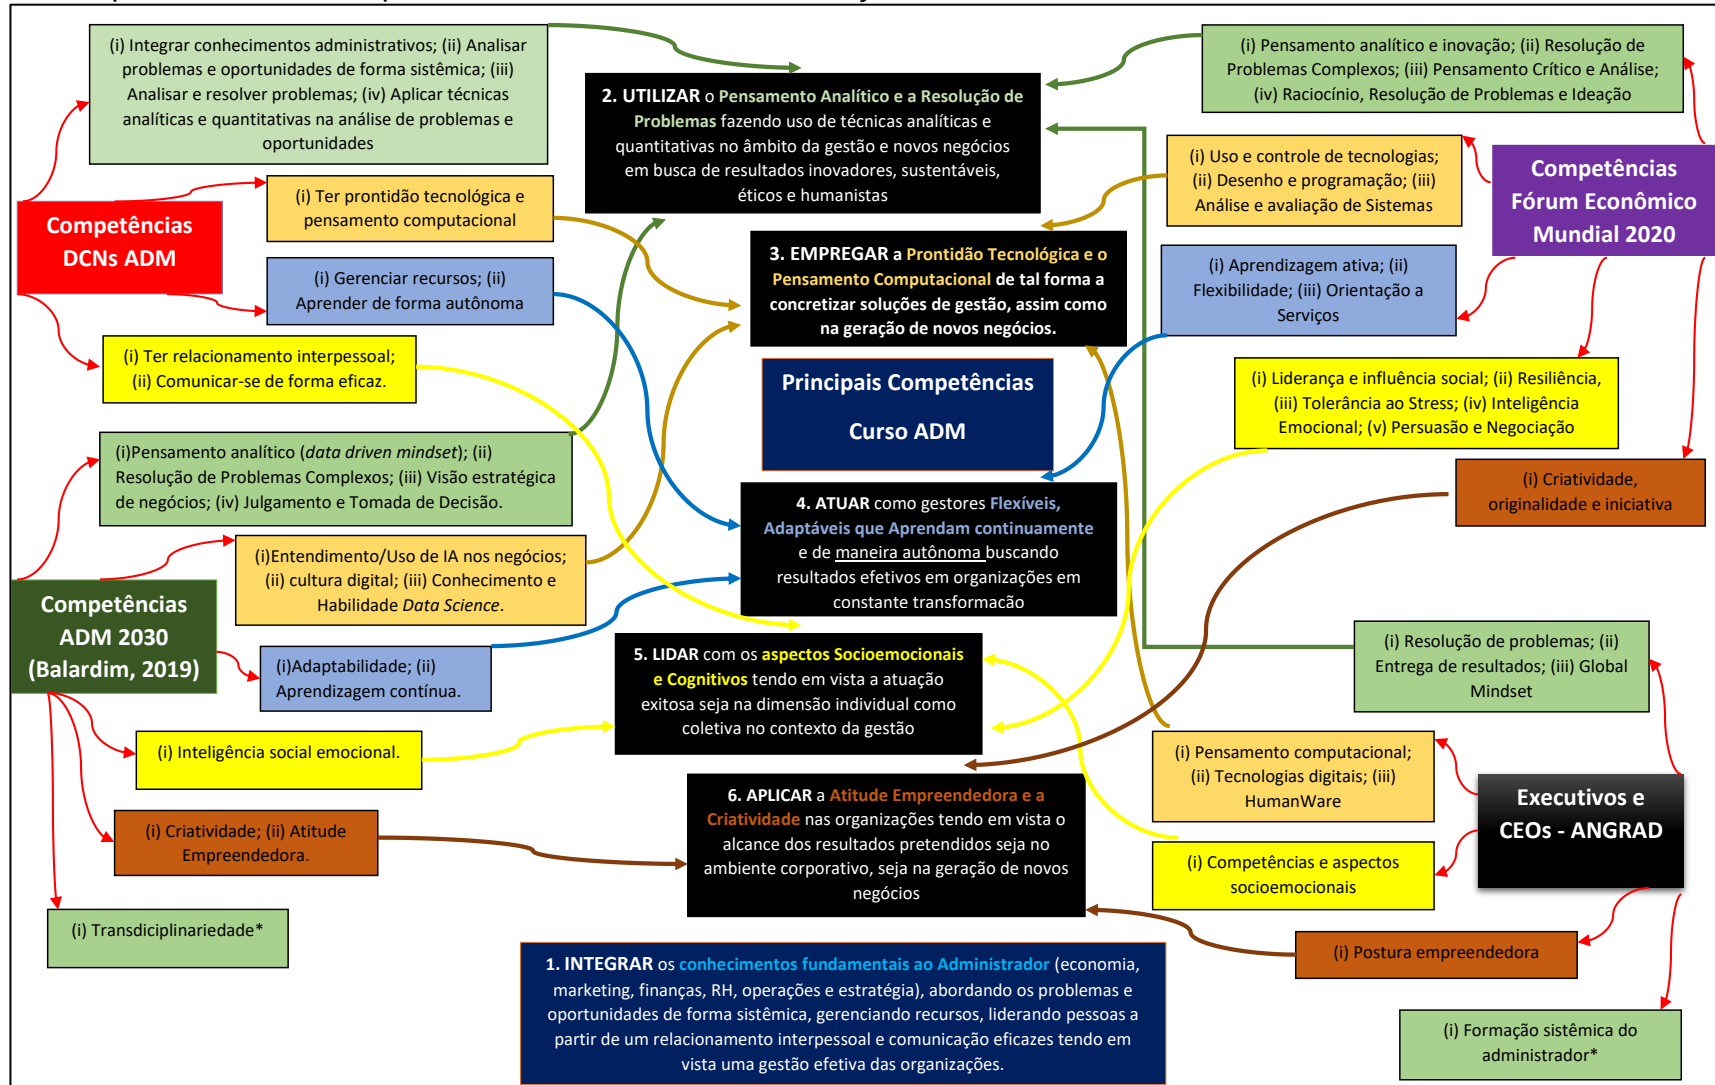 (i) Integrar conhecimentos administrativos; (ii) Analisar
problemas e oportunidades de forma sistêmica; (iii)
Analisar e resolver problemas; (iv) Aplicar técnicas
analíticas e quantitativas na análise de problemas e
oportunidades
2. UTILIZAR o Pensamento Analítico e a Resolução de
Problemas fazendo uso de técnicas analíticas e
quantitativas no âmbito da gestão e novos negócios
em busca de resultados inovadores, sustentáveis,
éticos e humanistas
(i) Pensamento analítico e inovação; (ii) Resolução de
Problemas Complexos; (iii) Pensamento Crítico e Análise;
(iv) Raciocínio, Resolução de Problemas e Ideação
Competências
DCNs ADM
(i) Ter prontidão tecnológica e
pensamento computacional
(i) Uso e controle de tecnologias;
(ii) Desenho e programação; (iii)
Análise e avaliação de Sistemas
Competências
Fórum Econômico
Mundial 2020
3. EMPREGAR a Prontidão Tecnológica e o
Pensamento Computacional de tal forma a
concretizar soluções de gestão, assim como
na geração de novos negócios.
(i) Gerenciar recursos; (ii)
Aprender de forma autônoma
(i) Aprendizagem ativa; (ii)
Flexibilidade; (iii) Orientação a
Serviços
(i) Ter relacionamento interpessoal;
(ii) Comunicar-se de forma eficaz.
Principais Competências
Curso ADM
(i) Liderança e influência social; (ii) Resiliência,
(iii) Tolerância ao Stress; (iv) Inteligência
Emocional; (v) Persuasão e Negociação
(i)Pensamento analítico (data driven mindset); (ii)
Resolução de Problemas Complexos; (iii) Visão estratégica
de negócios; (iv) Julgamento e Tomada de Decisão.
(i) Criatividade,
originalidade e iniciativa
4. ATUAR como gestores Flexíveis,
Adaptáveis que Aprendam continuamente
e de maneira autônoma buscando
resultados efetivos em organizações em
constante transformacão
(i)Entendimento/Uso de IA nos negócios;
(ii) cultura digital; (iii) Conhecimento e
Habilidade Data Science.
Competências
ADM 2030
(Balardim, 2019)
(i)Adaptabilidade; (ii)
Aprendizagem contínua.
5. LIDAR com os aspectos Socioemocionais
e Cognitivos tendo em vista a atuação
exitosa seja na dimensão individual como
coletiva no contexto da gestão
(i) Resolução de problemas; (ii)
Entrega de resultados; (iii) Global
Mindset
(i) Inteligência social emocional.
(i) Pensamento computacional;
(ii) Tecnologias digitais; (iii)
HumanWare
Executivos e
CEOs - ANGRAD
6. APLICAR a Atitude Empreendedora e a
Criatividade nas organizações tendo em vista o
alcance dos resultados pretendidos seja no
ambiente corporativo, seja na geração de novos
negócios
(i) Criatividade; (ii) Atitude
Empreendedora.
(i) Competências e aspectos
socioemocionais
(i) Transdiciplinariedade*
(i) Postura empreendedora
1. INTEGRAR os conhecimentos fundamentais ao Administrador (economia,
marketing, finanças, RH, operações e estratégia), abordando os problemas e
oportunidades de forma sistêmica, gerenciando recursos, liderando pessoas a
partir de um relacionamento interpessoal e comunicação eficazes tendo em
vista uma gestão efetiva das organizações.
(i) Formação sistêmica do
administrador*